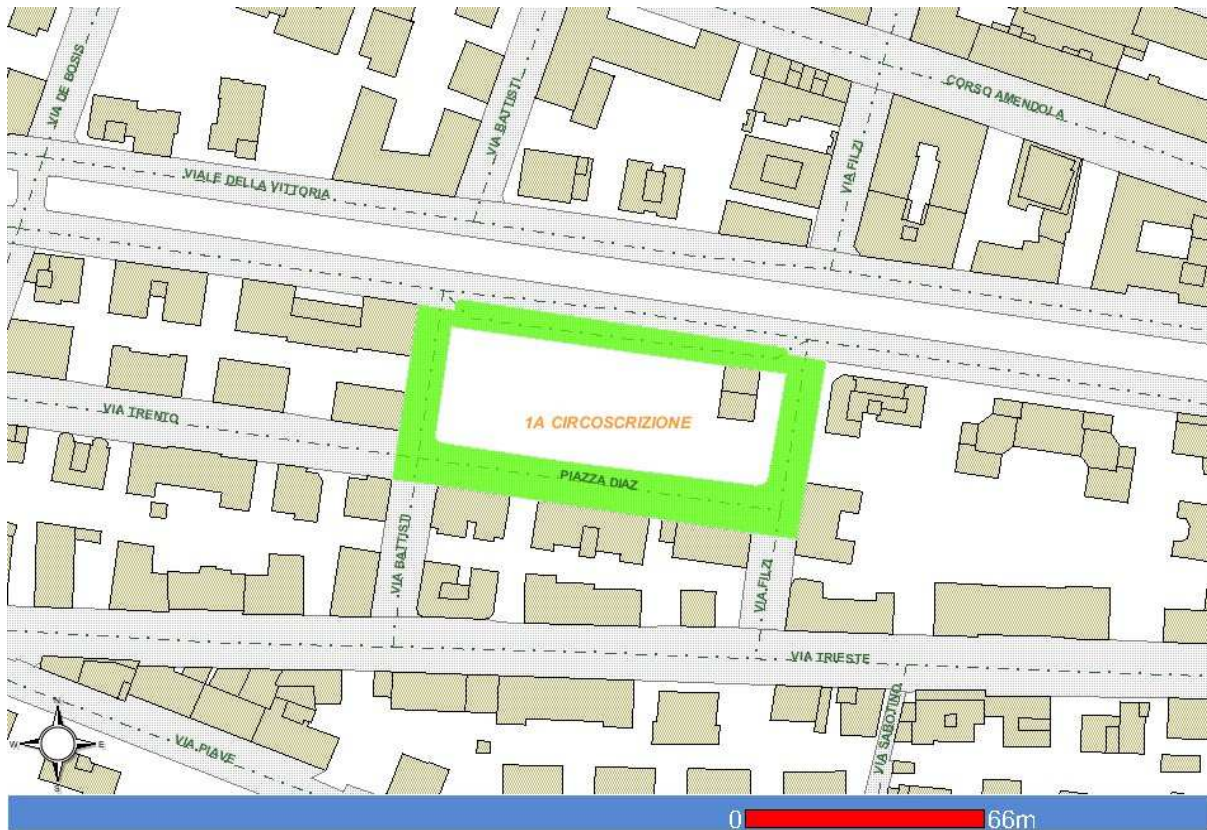 VIA DE BOSIS
VIA BATTISTI
CORSO AMENDOLA
VIA FILZI
VIALE DELLA VITTORIA
VIA TRENTO
1A CIRCOSCRIZIONE
PIAZZA DIAZ
VIA BATTISTI
VIA FILZI
VIA TRIESTE
VIA SABOTINO
VIA PIAVE
N
W E
S
0 66m